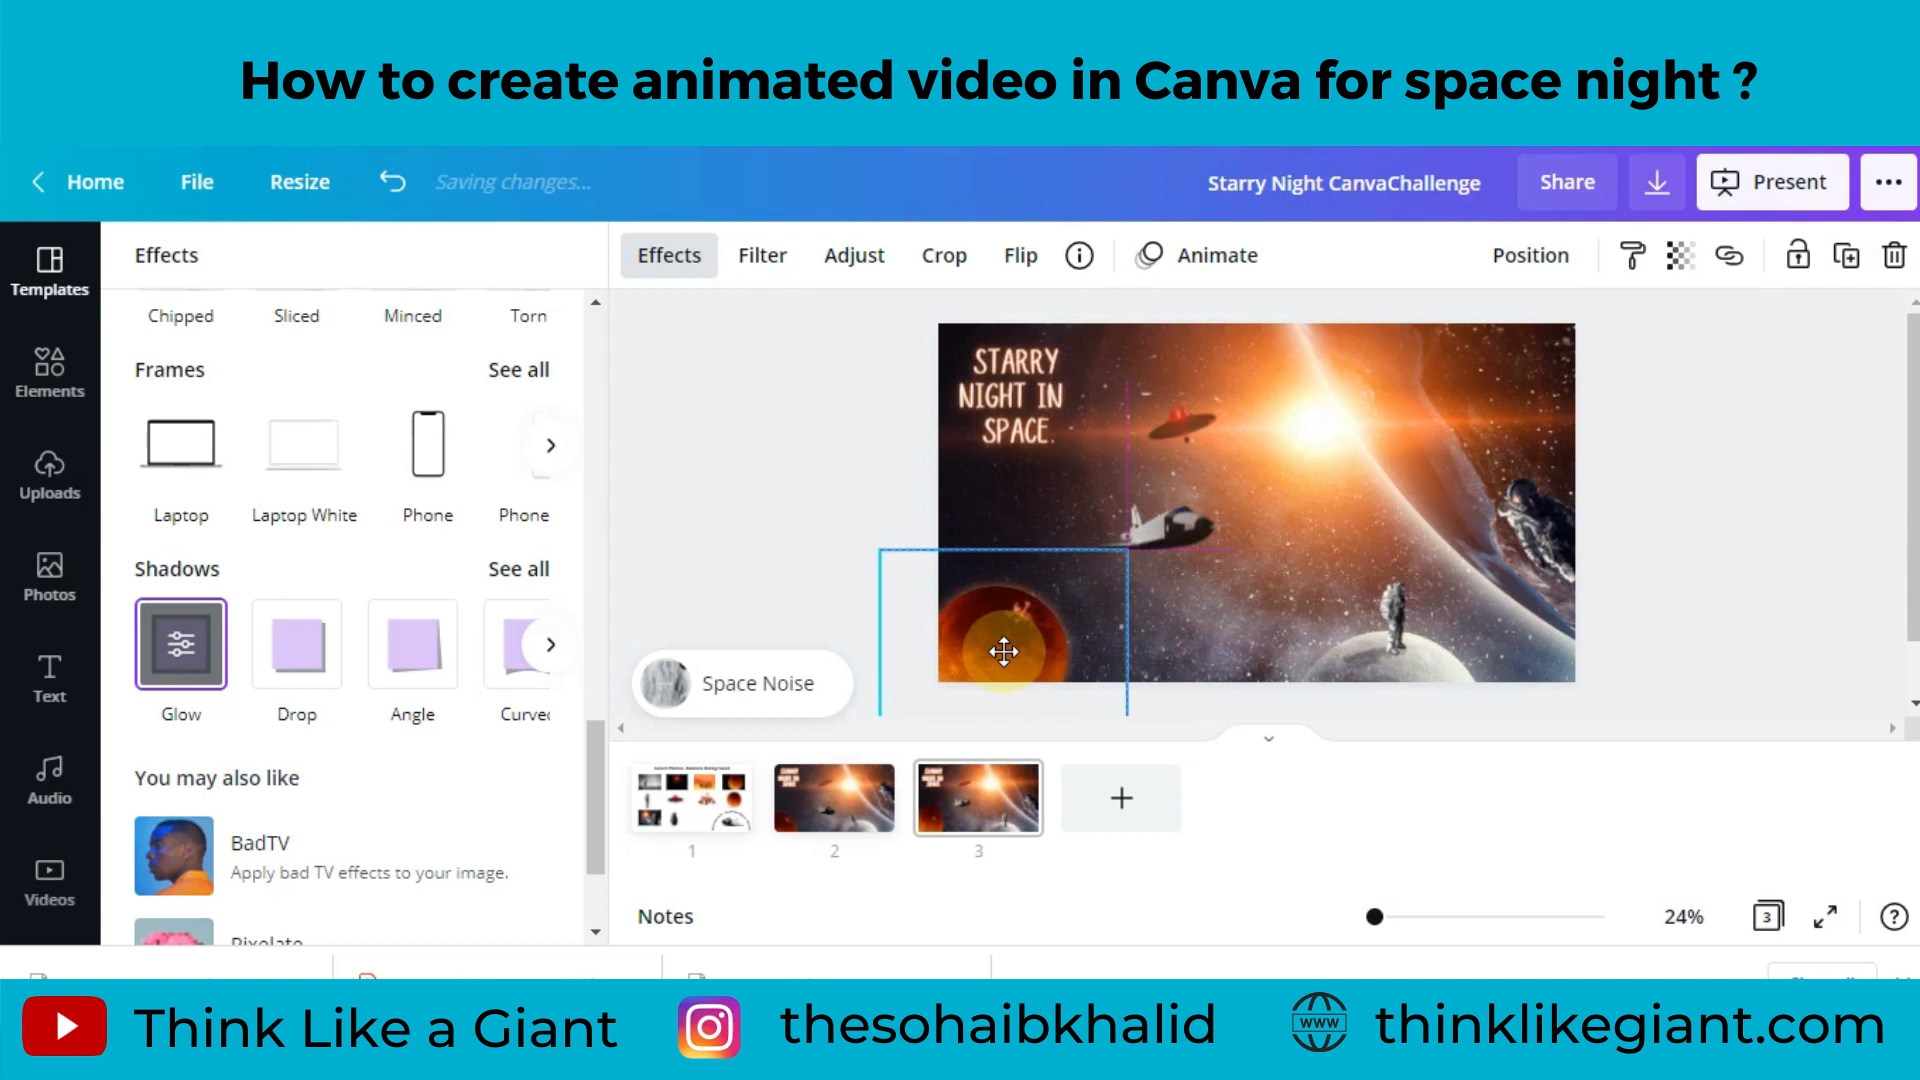 How to create animated video in Canva for space night ?
Home
File
Resize
Saving changes...
Starry Night CanvaChallenge
Share
Present
Templates
Elements
Uploads
Photos
Text
Audio
Videos
Effects
Chipped
Sliced
Minced
Torn
Frames
See all
Laptop
Laptop White
Phone
Phone
Shadows
See all
Glow
Drop
Angle
You may also like
BadTV
Apply bad TV effects to your image.
Effects
Filter
Adjust
Crop
Flip
Animate
Position
STARRY
NIGHT IN
SPACE.
Space Noise
1
2
3
Notes
24%
3
Think Like a Giant
thesohaibkhalid
WWW
thinklikegiant.com